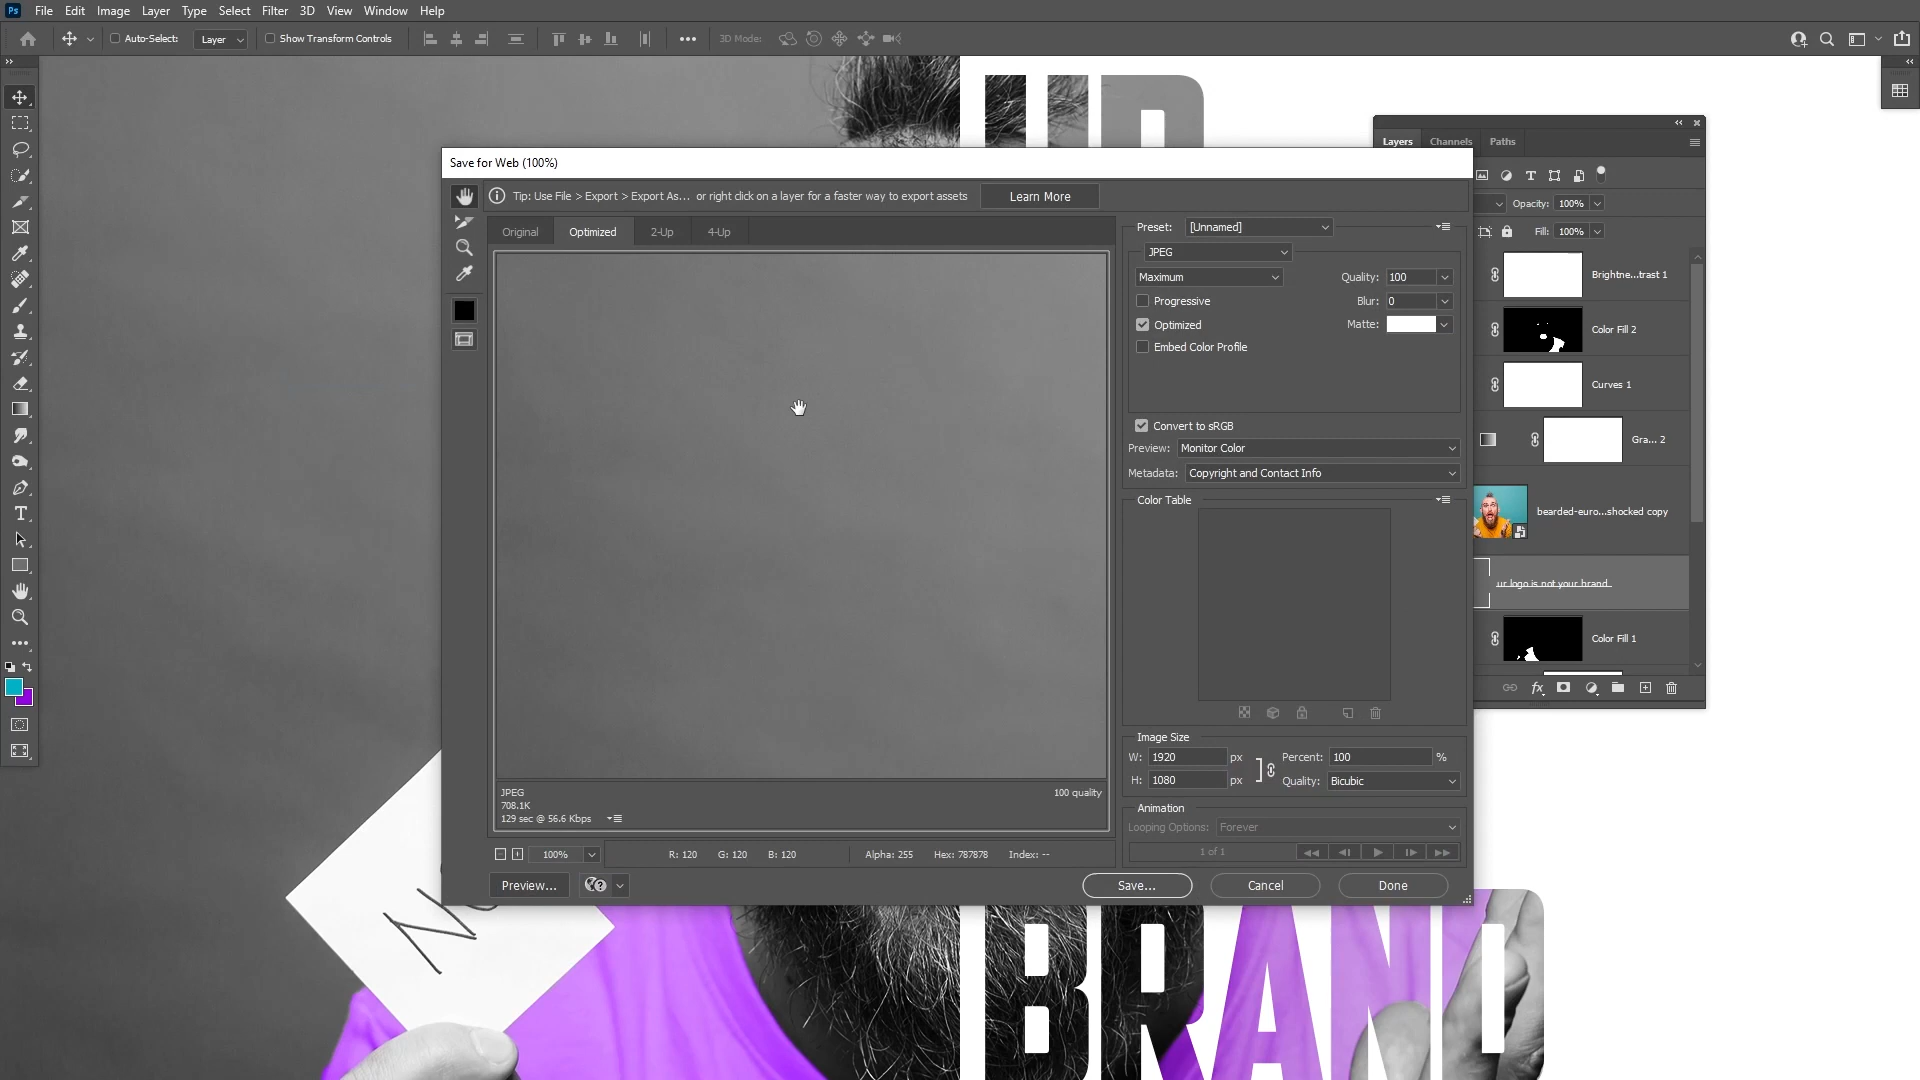 Ps File Edit Image Layer Type Select Filter 3D View Window Help
Auto-Select: Layer Show Transform Controls 3D Mode:
Layers Channels Paths
Save for Web (100%)
Tip: Use File > Export > Export As... or right click on a layer for a faster way to export assets Learn More
Original Optimized 2-Up 4-Up
Preset: [Unnamed]
JPEG
Maximum Quality: 100
Progressive Blur: 0
Optimized Matte:
Embed Color Profile
Convert to sRGB
Preview: Monitor Color
Metadata: Copyright and Contact Info
Color Table
Image Size
W: 1920 px Percent: 100 %
H: 1080 px Quality: Bicubic
Animation
Looping Options: Forever
1 of 1
JPEG 100 quality
708.1K
129 sec @ 56.6 Kbps
100% R: 120 G: 120 B: 120 Alpha: 255 Hex: 787878 Index: --
Preview... Save... Cancel Done
Opacity: 100%
Fill: 100%
Brightne...trast 1
Color Fill 2
Curves 1
Gra... 2
bearded-euro...shocked copy
ur logo is not your brand
Color Fill 1
N
BRAND